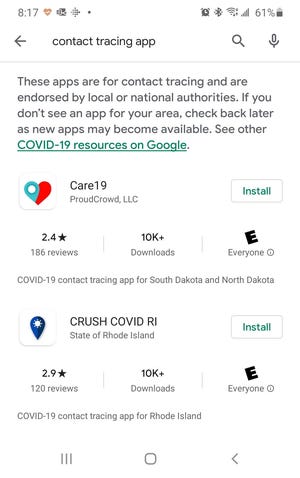 8:17 61%
contact tracing app
These apps are for contact tracing and are
endorsed by local or national authorities. If you
don't see an app for your area, check back later
as new apps may become available. See other
COVID-19 resources on Google.
Care19
ProudCrowd, LLC
Install
2.4★ 10K+ E
186 reviews Downloads Everyone
COVID-19 contact tracing app for South Dakota and North Dakota
CRUSH COVID RI
State of Rhode Island
Install
2.9★ 10K+ E
120 reviews Downloads Everyone
COVID-19 contact tracing app for Rhode Island